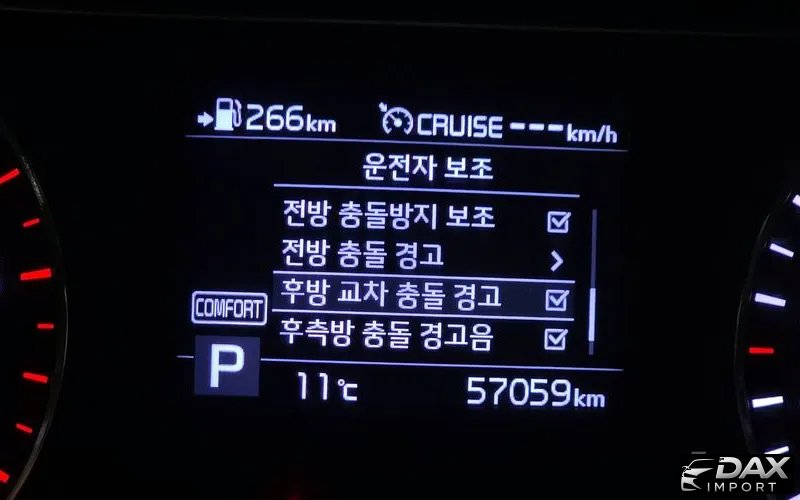 266km CRUISE ---km/h
운전자 보조
전방 충돌방지 보조
전방 충돌 경고
후방 교차 충돌 경고
COMFORT
후측방 충돌 경고음
P
11℃ 57059km
DAX
IMPORT